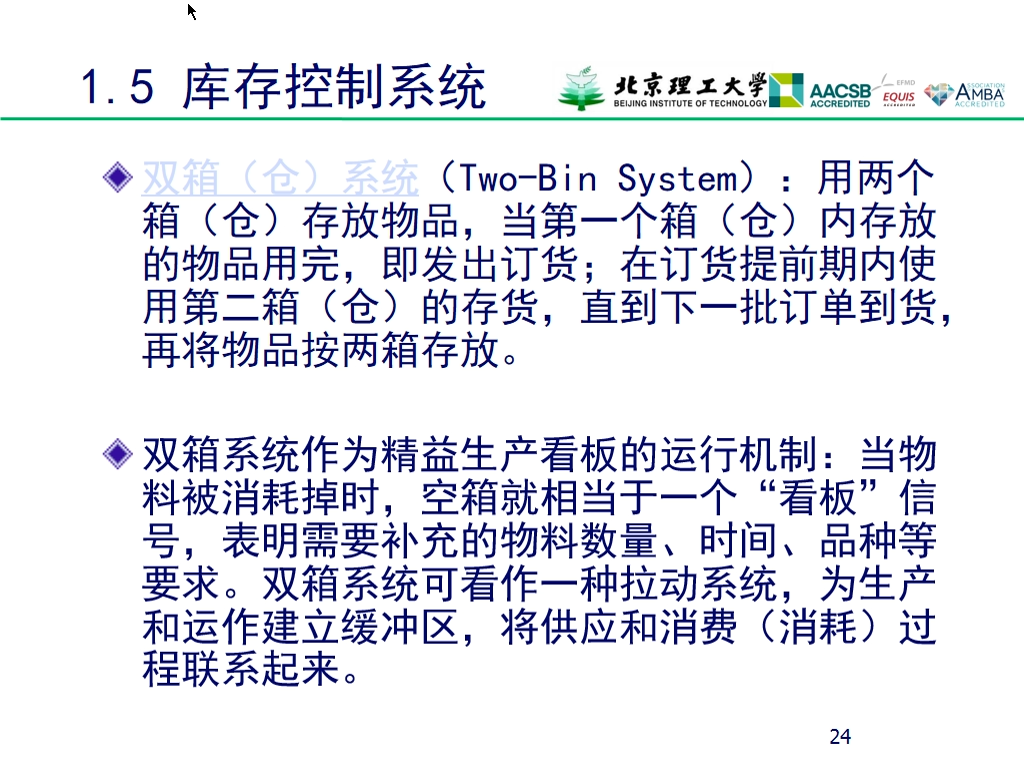 1.5 库存控制系统
北京理工大学
BEIJING INSTITUTE OF TECHNOLOGY
AACSB
ACCREDITED
EFMD
EQUIS
ACCREDITED
ASSOCIATION
AMBA
ACCREDITED
双箱（仓）系统（Two-Bin System）：用两个
箱（仓）存放物品，当第一个箱（仓）内存放
的物品用完，即发出订货；在订货提前期内使
用第二箱（仓）的存货，直到下一批订单到货，
再将物品按两箱存放。
双箱系统作为精益生产看板的运行机制：当物
料被消耗掉时，空箱就相当于一个“看板”信
号，表明需要补充的物料数量、时间、品种等
要求。双箱系统可看作一种拉动系统，为生产
和运作建立缓冲区，将供应和消费（消耗）过
程联系起来。
24